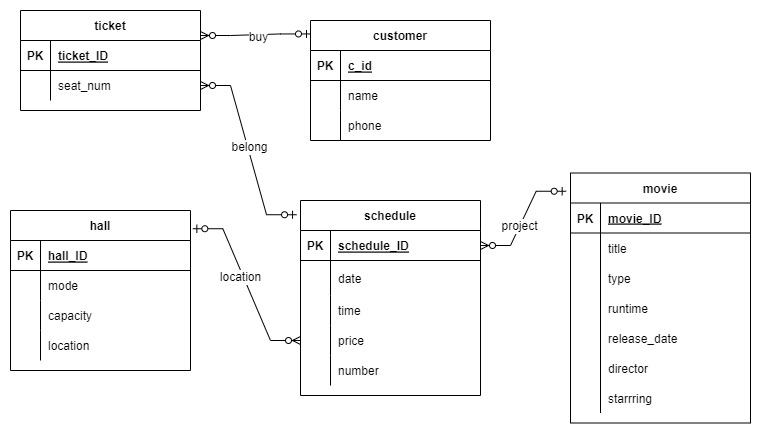 ticket
PK ticket_ID
seat_num
buy
customer
PK c_id
name
phone
belong
hall
PK hall_ID
mode
capacity
location
location
schedule
PK schedule_ID
date
time
price
number
project
movie
PK movie_ID
title
type
runtime
release_date
director
starrring